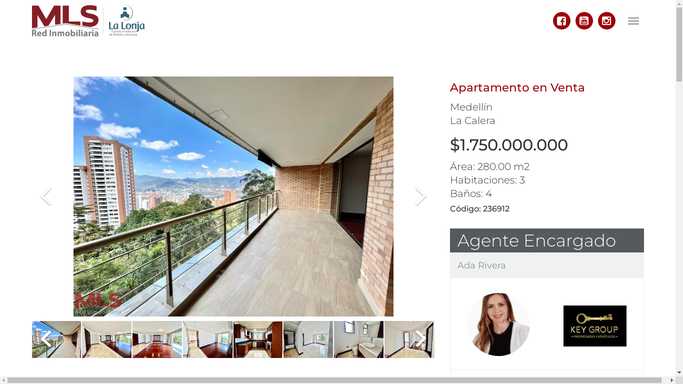 MLS
Red Inmobiliaria
La Lonja
Apartamento en Venta
Medellín
La Calera
$1.750.000.000
Área: 280.00 m2
Habitaciones: 3
Baños: 4
Código: 236912
Agente Encargado
Ada Rivera
MLS
KEY GROUP